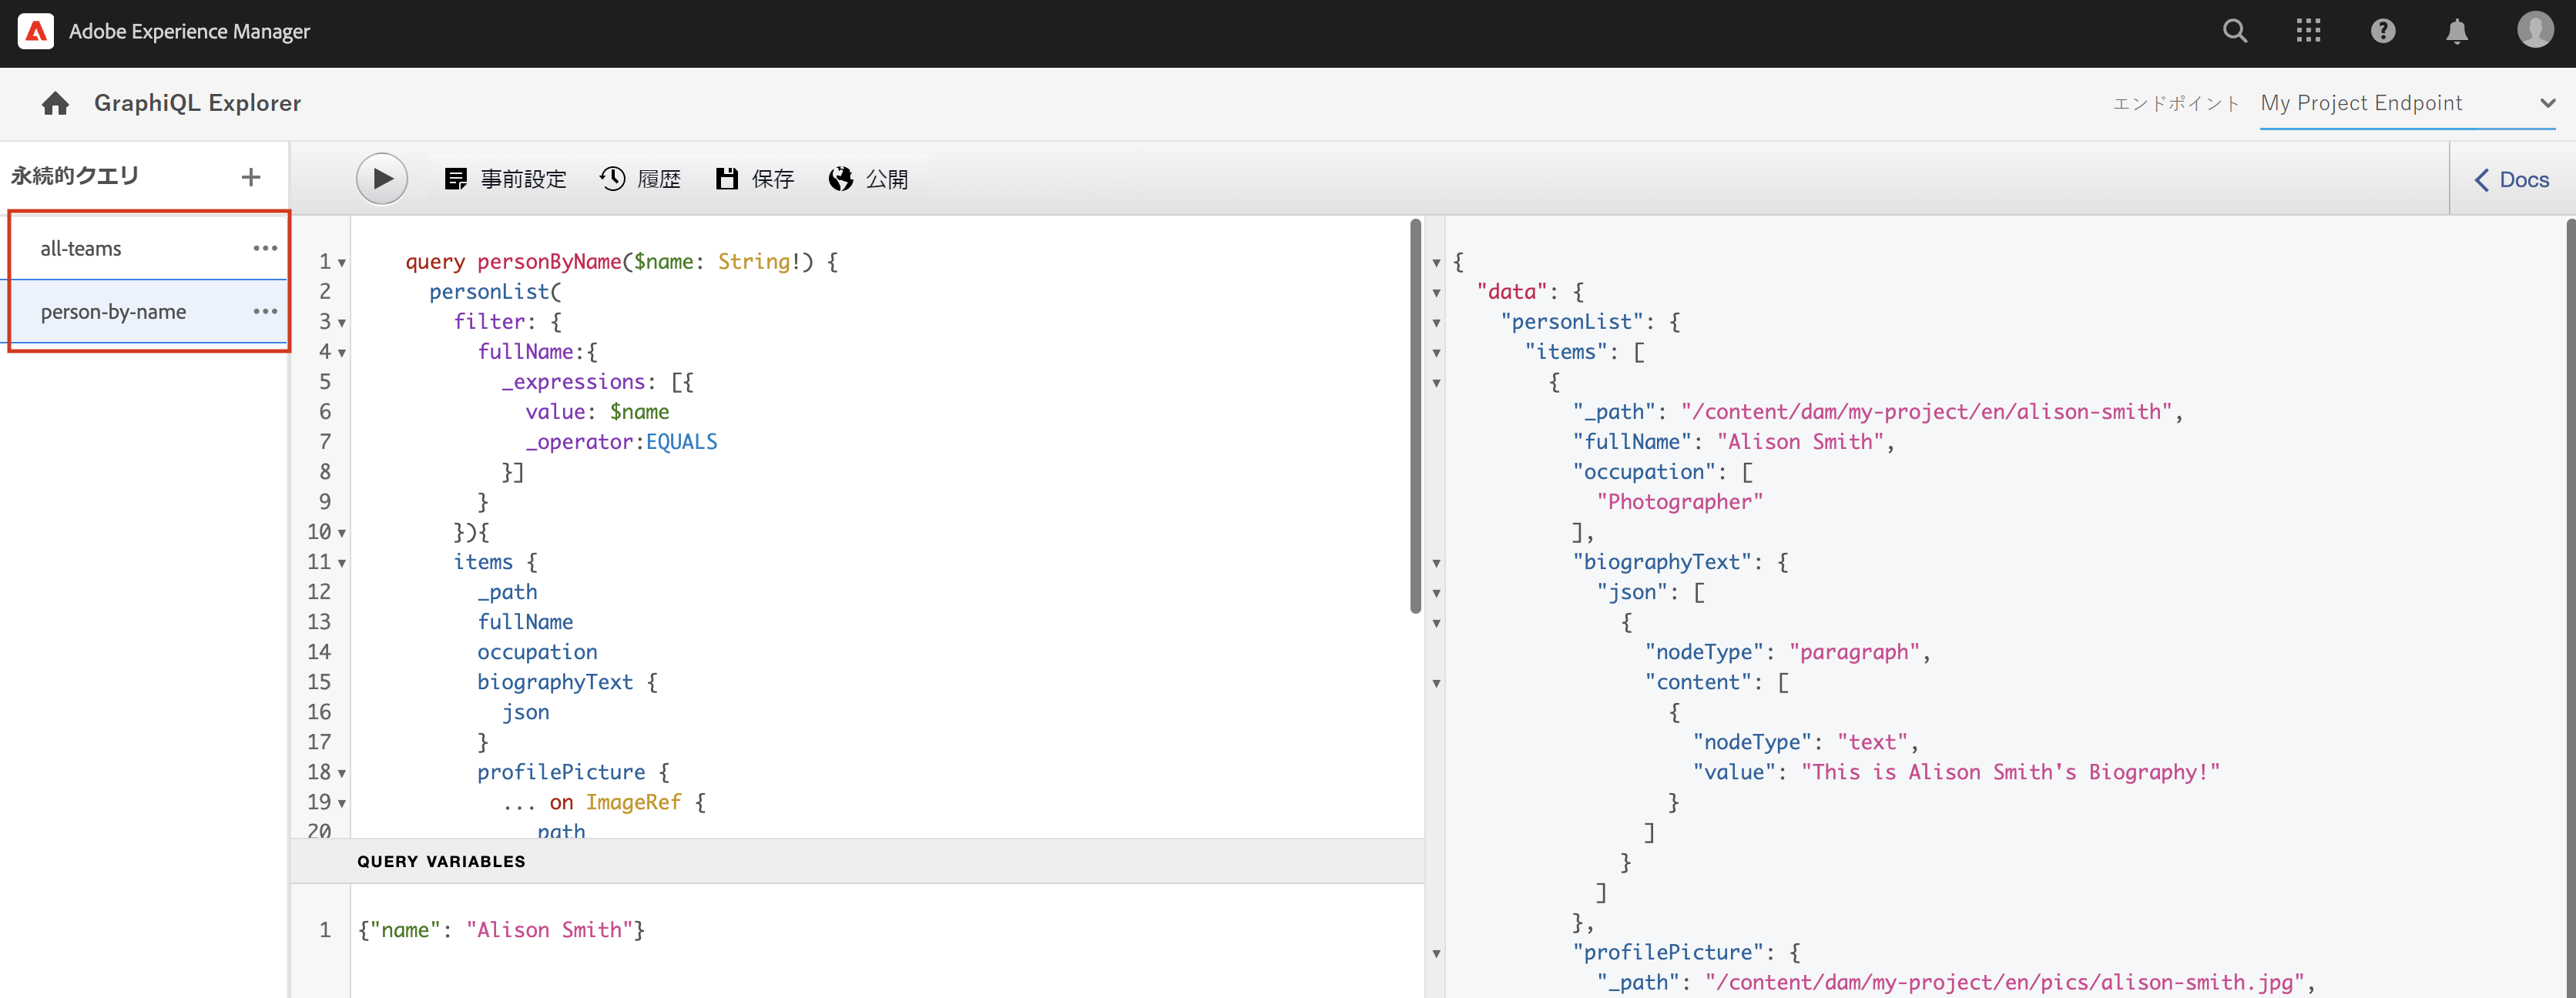 Adobe Experience Manager
GraphiQL Explorer
エンドポイント My Project Endpoint
永続的クエリ
事前設定 履歴 保存 公開
Docs
all-teams
person-by-name
1 query personByName($name: String!) {
2 personList(
3 filter: {
4 fullName:{
5 _expressions: [{
6 value: $name
7 _operator:EQUALS
8 }]
9 }
10 }){
11 items {
12 _path
13 fullName
14 occupation
15 biographyText {
16 json
17 }
18 profilePicture {
19 ... on ImageRef {
20 _path
QUERY VARIABLES
1 {"name": "Alison Smith"}
{
"data": {
"personList": {
"items": [
{
"_path": "/content/dam/my-project/en/alison-smith",
"fullName": "Alison Smith",
"occupation": [
"Photographer"
],
"biographyText": {
"json": [
{
"nodeType": "paragraph",
"content": [
{
"nodeType": "text",
"value": "This is Alison Smith's Biography!"
}
]
}
]
},
"profilePicture": {
"_path": "/content/dam/my-project/en/pics/alison-smith.jpg",